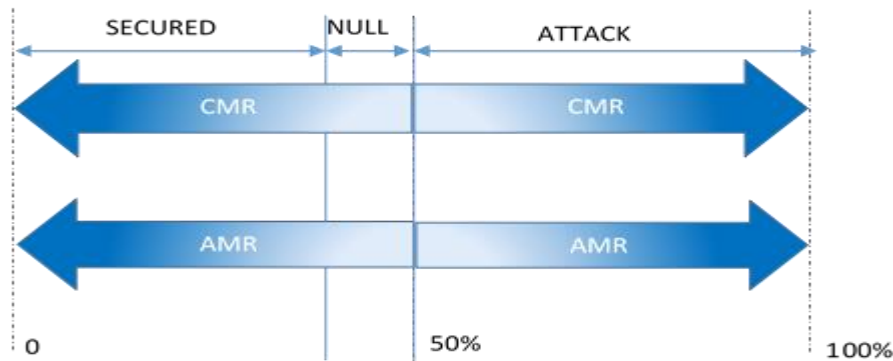 SECURED NULL ATTACK
CMR CMR
AMR AMR
0 50% 100%